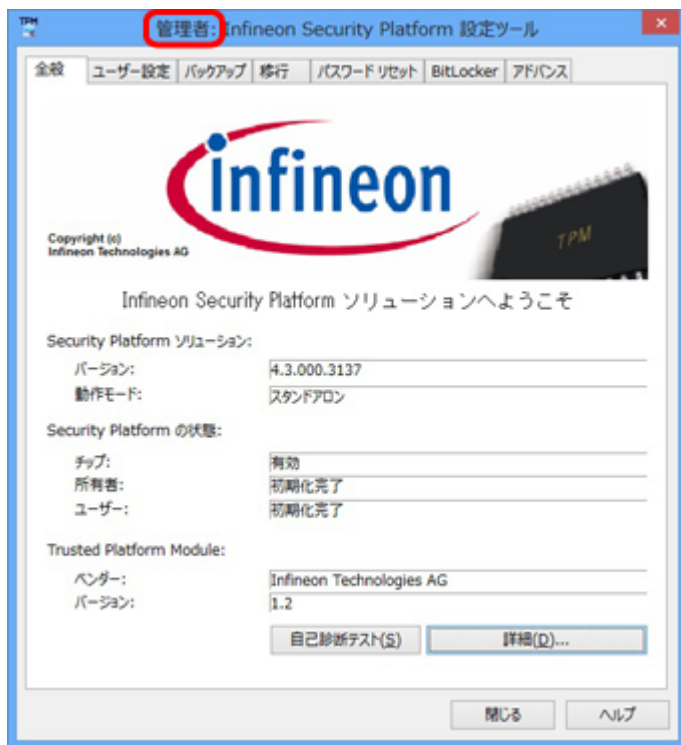 TPM
管理者: Infineon Security Platform 設定ツール
全般 ユーザー設定 バックアップ 移行 パスワード リセット BitLocker アドバンス
infineon
Copyright (c)
Infineon Technologies AG
TPM
Infineon Security Platform ソリューションへようこそ
Security Platform ソリューション:
バージョン: 4.3.000.3137
動作モード: スタンドアロン
Security Platform の状態:
チップ: 有効
所有者: 初期化完了
ユーザー: 初期化完了
Trusted Platform Module:
ベンダー: Infineon Technologies AG
バージョン: 1.2
自己診断テスト(S) 詳細(D)...
閉じる ヘルプ